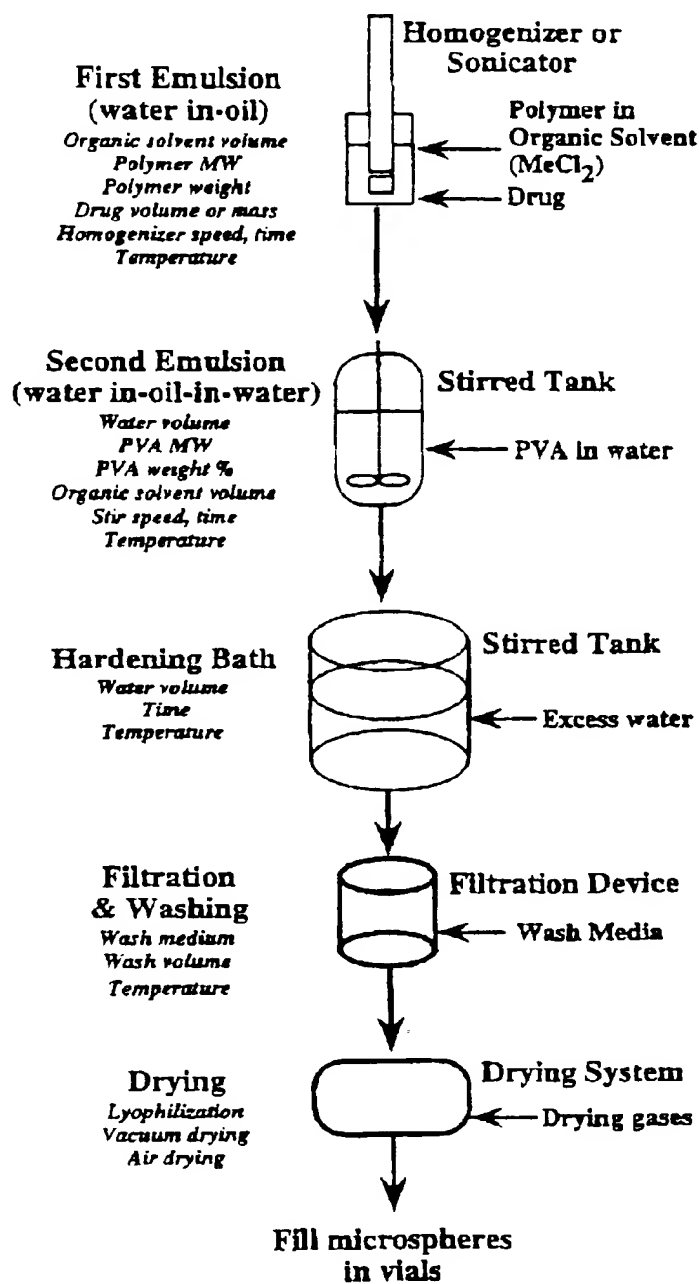 Homogenizer or
Sonicator
First Emulsion
(water in-oil)
Organic solvent volume
Polymer MW
Polymer weight
Drug volume or mass
Homogenizer speed, time
Temperature
Polymer in
Organic Solvent
(MeCl2)
Drug
Second Emulsion
(water in-oil-in-water)
Water volume
PVA MW
PVA weight %
Organic solvent volume
Stir speed, time
Temperature
Stirred Tank
PVA in water
Hardening Bath
Water volume
Time
Temperature
Stirred Tank
Excess water
Filtration
& Washing
Wash medium
Wash volume
Temperature
Filtration Device
Wash Media
Drying
Lyophilization
Vacuum drying
Air drying
Drying System
Drying gases
Fill microspheres
in vials